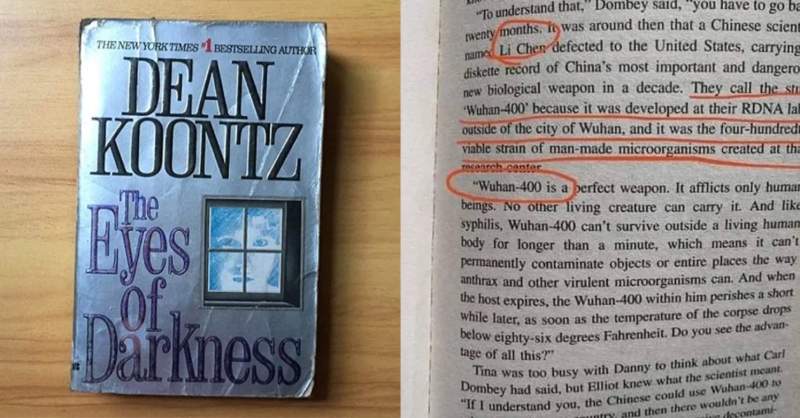 THE NEW YORK TIMES #1 BESTSELLING AUTHOR
DEAN
KOONTZ
The
Eyes
of
Darkness
"To understand that," Dombey said, "you have to go
twenty months. It was around then that a Chinese
named Li Chen defected to the United States, carrying
diskette record of China's most important and
new biological weapon in a decade. They call the
'Wuhan-400' because it was developed at their RDNA
outside of the city of Wuhan, and it was the
viable strain of man-made microorganisms created at
research center.
"Wuhan-400 is a perfect weapon. It afflicts only
beings. No other living creature can carry it. And like
syphilis, Wuhan-400 can't survive outside a living human
body for longer than a minute, which means it can't
permanently contaminate objects or entire places the way
anthrax and other virulent microorganisms can. And when
the host expires, the Wuhan-400 within him perishes a short
while later, as soon as the temperature of the corpse drops
below eighty-six degrees Fahrenheit. Do you see the advan-
tage of all this?"
Tina was too busy with Danny to think about what Carl
Dombey had said, but Elliot knew what the scientist meant.
"If I understand you, the Chinese could use Wuhan-400 to
and then there wouldn't be any